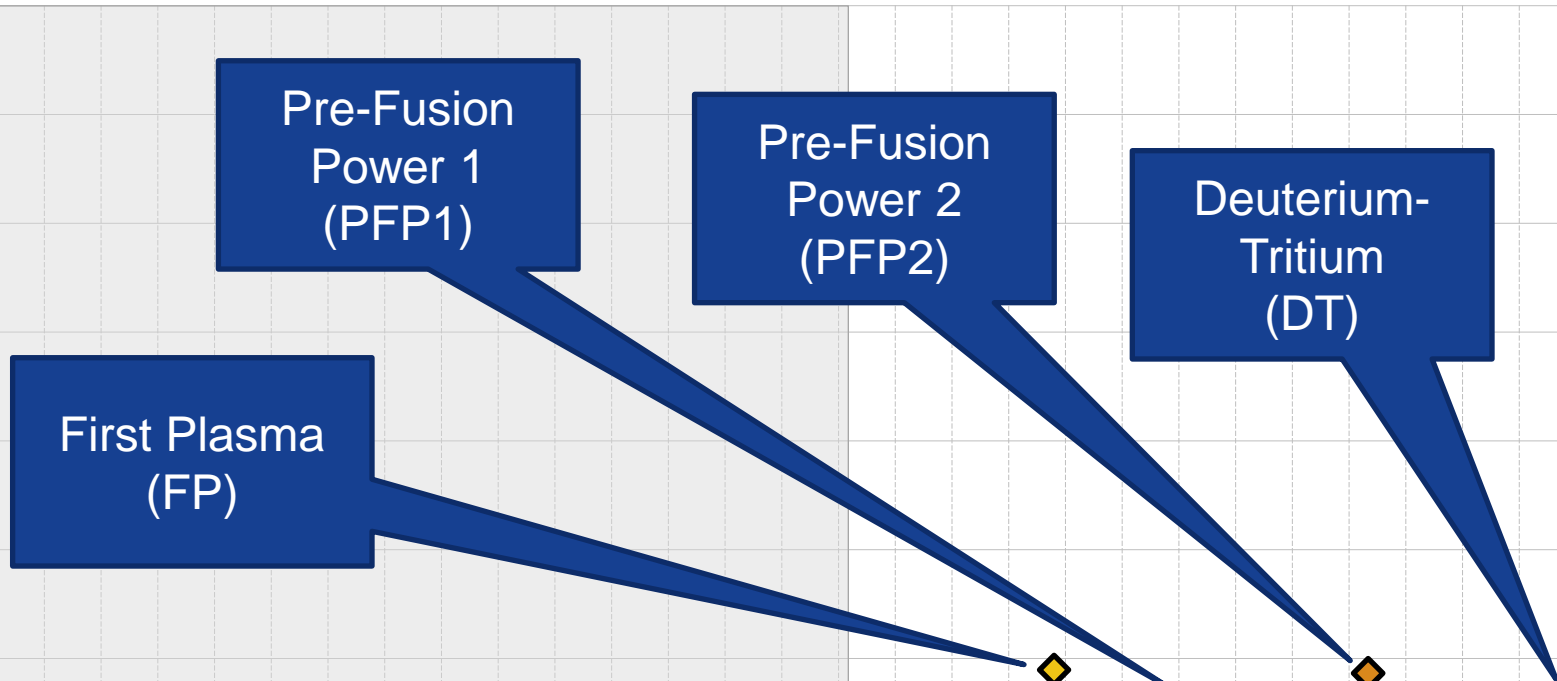 Pre-Fusion
Power 1
(PFP1)
Pre-Fusion
Power 2
(PFP2)
Deuterium-
Tritium
(DT)
First Plasma
(FP)